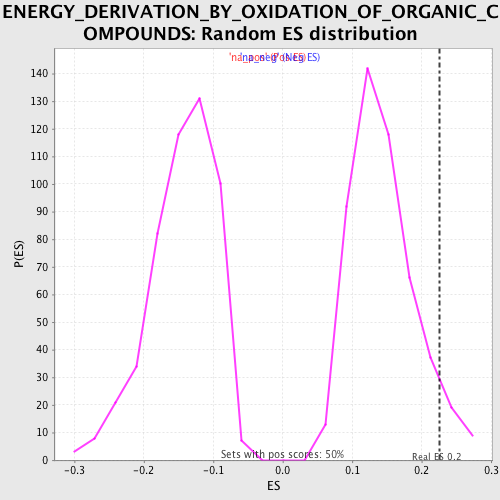 ENERGY_DERIVATION_BY_OXIDATION_OF_ORGANIC_C
OMPOUNDS: Random ES distribution
140
130
120
110
100
90
80
70
60
50
40
30
20
10
0
P(ES)
Sets with pos scores: 50%
Real ES 0.2
-0.3 -0.2 -0.1 0.0 0.1 0.2 0.3
ES